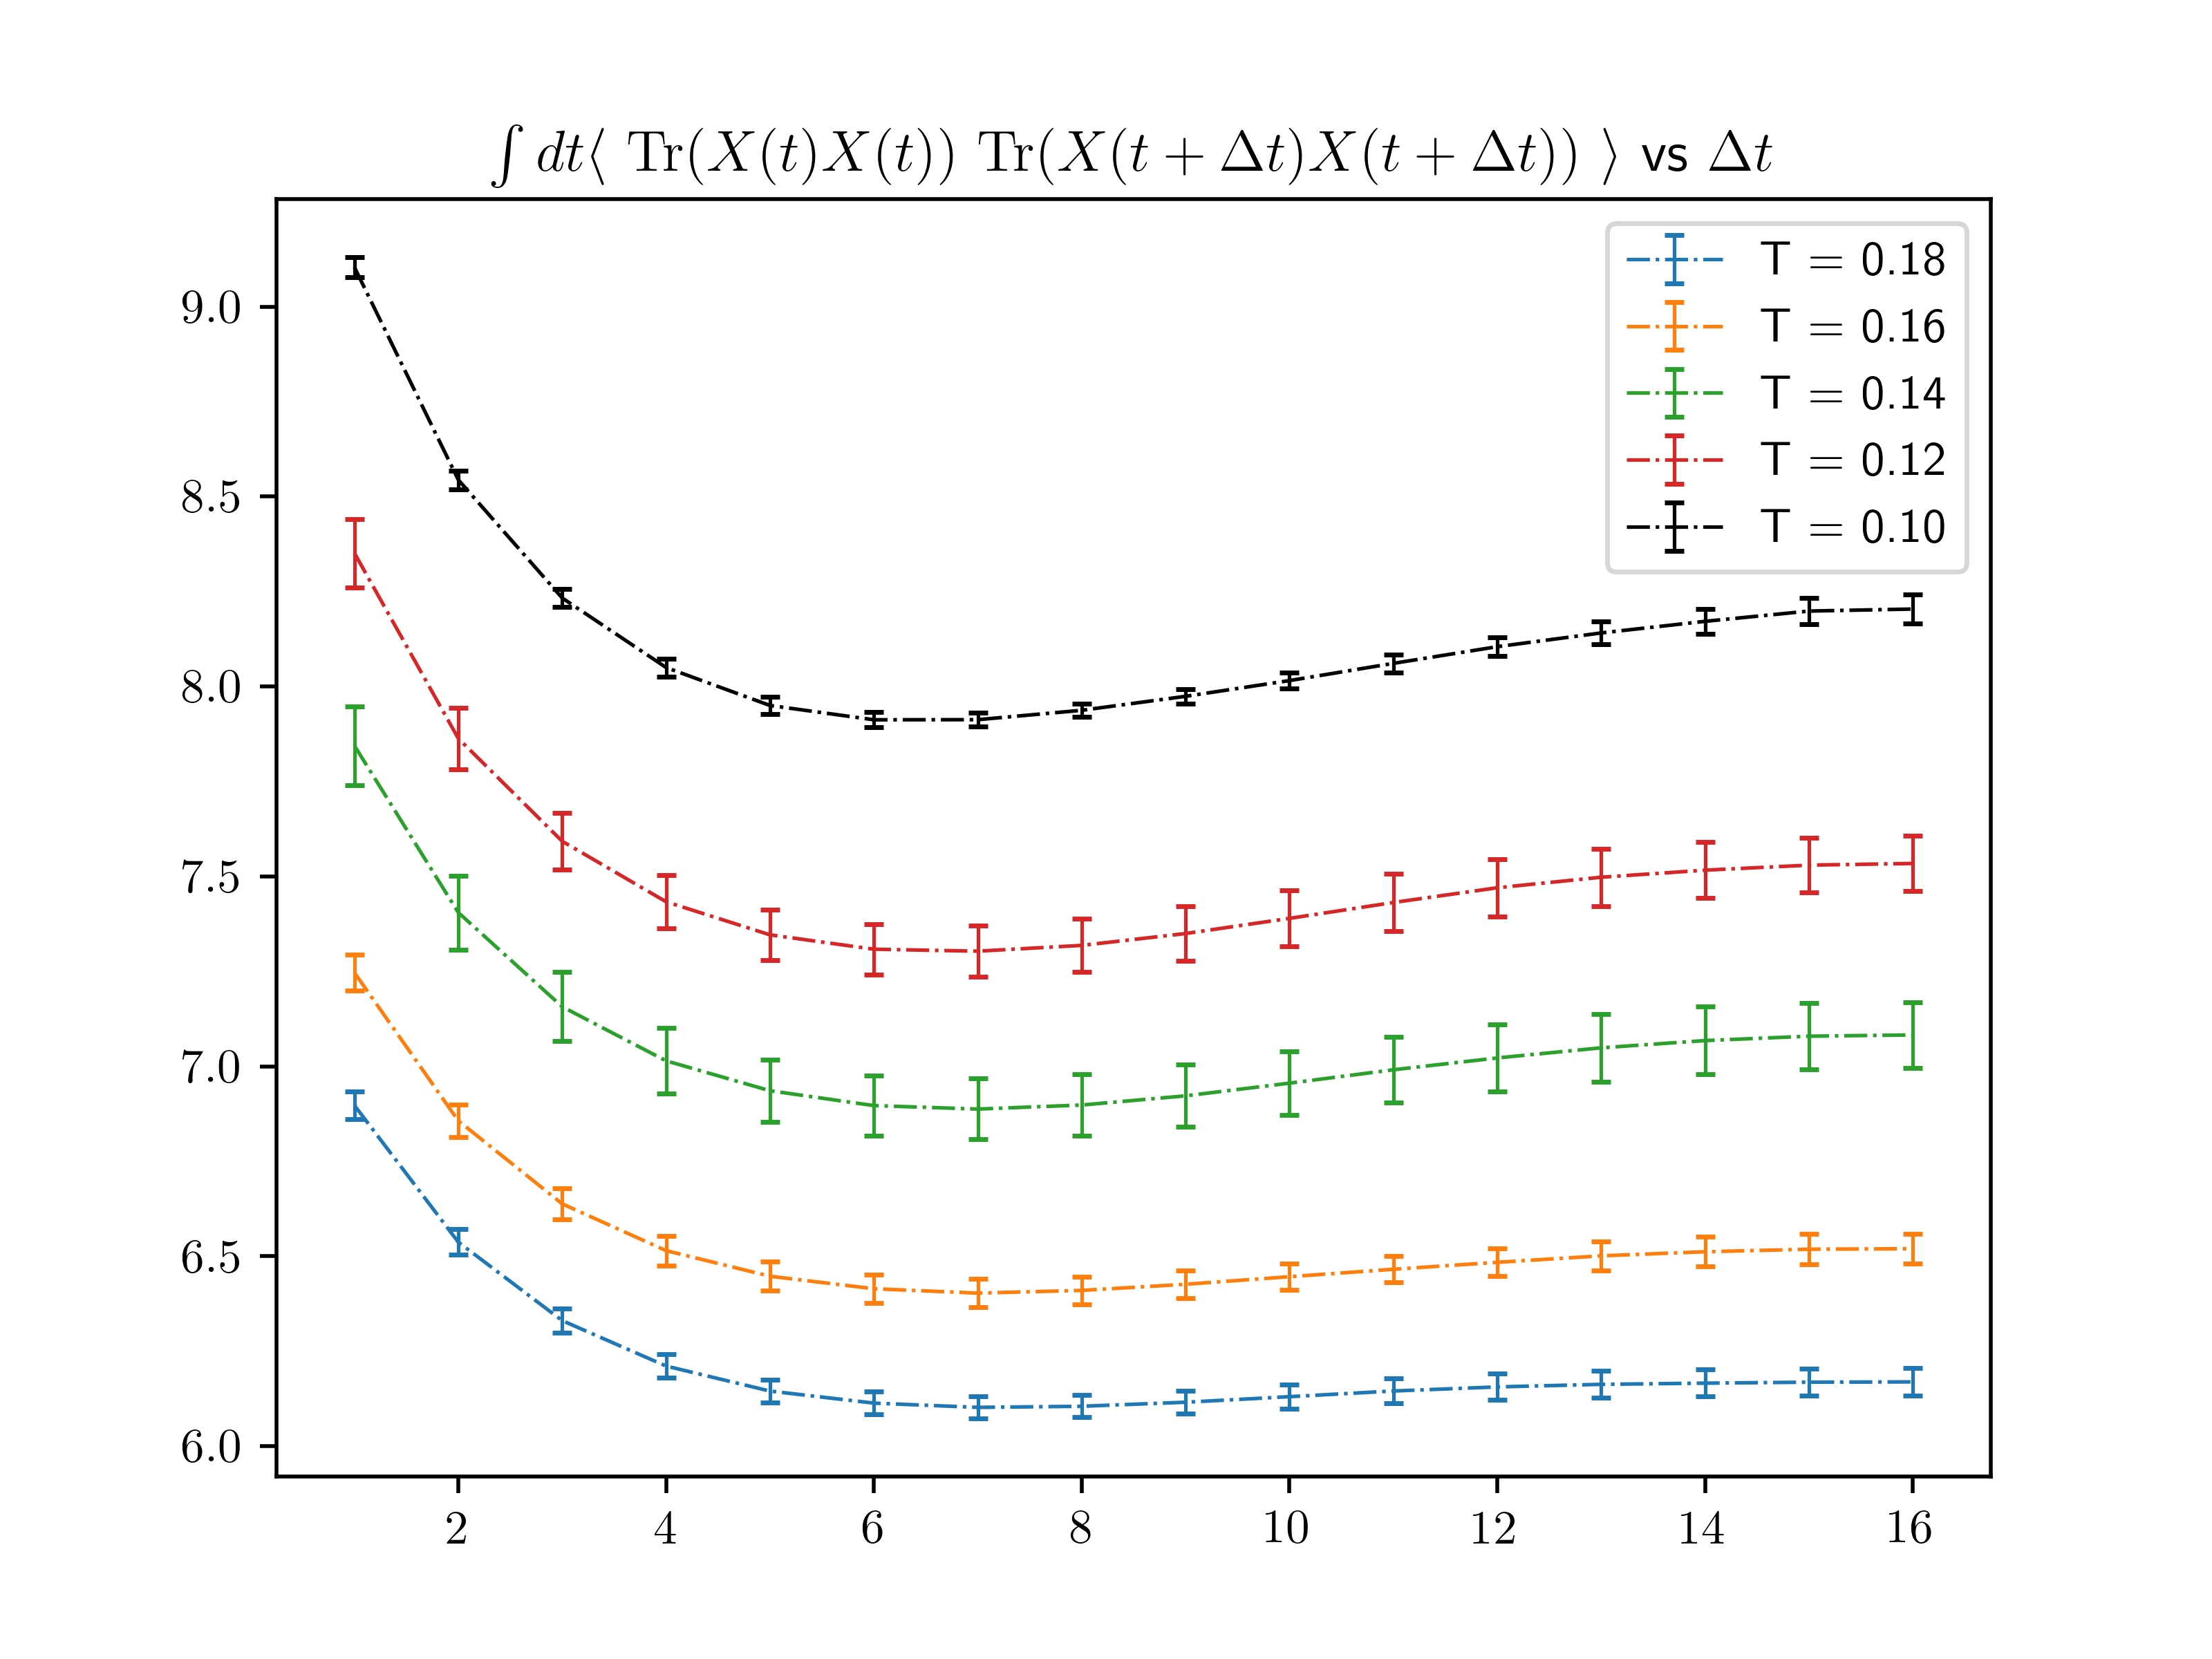 ∫ dt⟨ Tr(X(t)X(t)) Tr(X(t + Δt)X(t + Δt)) ⟩ vs Δt
T = 0.18
T = 0.16
T = 0.14
T = 0.12
T = 0.10
9.0
8.5
8.0
7.5
7.0
6.5
6.0
2 4 6 8 10 12 14 16